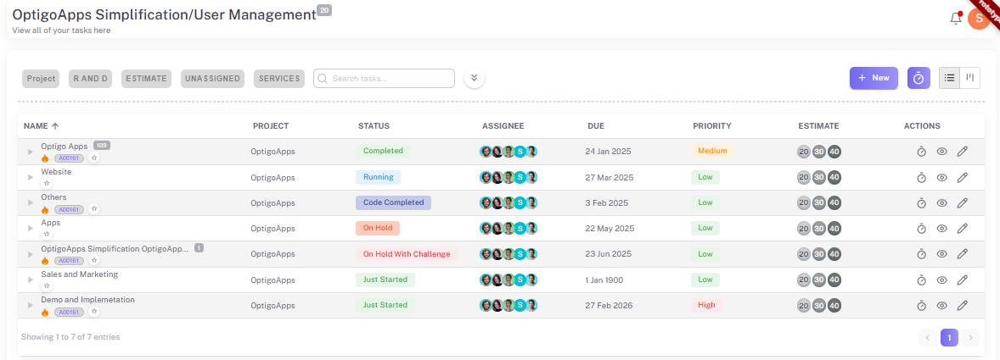 OptigoApps Simplification/User Management 20
View all of your tasks here
S
Project R AND D ESTIMATE UNASSIGNED SERVICES Search tasks... + New
NAME PROJECT STATUS ASSIGNEE DUE PRIORITY ESTIMATE ACTIONS
Optigo Apps 103
A00161
OptigoApps Completed S 24 Jan 2025 Medium 20 30 40
Website
OptigoApps Running S 27 Mar 2025 Low 20 30 40
Others
A00161
OptigoApps Code Completed S 3 Feb 2025 Low 20 30 40
Apps
OptigoApps On Hold S 22 May 2025 Low 20 30 40
OptigoApps Simplification OptigoApp... 1
A00161
OptigoApps On Hold With Challenge S 23 Jun 2025 Low 20 30 40
Sales and Marketing
OptigoApps Just Started S 1 Jan 1900 Low 20 30 40
Demo and Implemetation
A00161
OptigoApps Just Started S 27 Feb 2026 High 20 30 40
Showing 1 to 7 of 7 entries 1